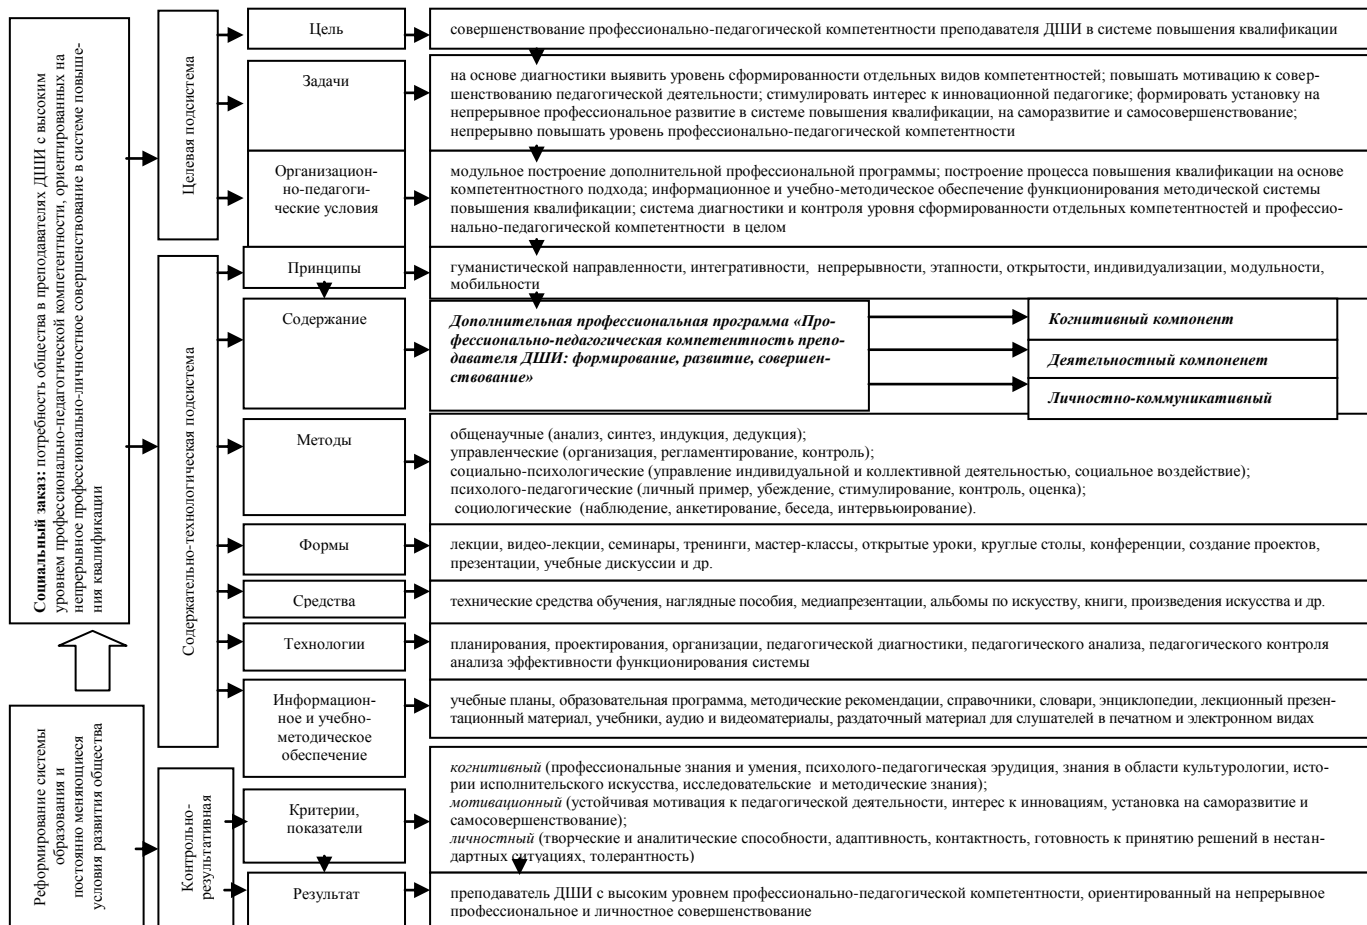 Социальный заказ: потребность общества в преподавателях ДШИ с высоким
уровнем профессионально-педагогической компетентности, ориентированных на
непрерывное профессионально-личностное совершенствование в системе повыше-
ния квалификации
Реформирование системы
образования и
постоянно меняющиеся
условия развития общества
Целевая подсистема
Цель
совершенствование профессионально-педагогической компетентности преподавателя ДШИ в системе повышения квалификации
Задачи
на основе диагностики выявить уровень сформированности отдельных видов компетентностей; повышать мотивацию к совер-
шенствованию педагогической деятельности; стимулировать интерес к инновационной педагогике; формировать установку на
непрерывное профессиональное развитие в системе повышения квалификации, на саморазвитие и самосовершенствование;
непрерывно повышать уровень профессионально-педагогической компетентности
Организацион-
но-педагоги-
ческие условия
модульное построение дополнительной профессиональной программы; построение процесса повышения квалификации на основе
компетентностного подхода; информационное и учебно-методическое обеспечение функционирования методической системы
повышения квалификации; система диагностики и контроля уровня сформированности отдельных компетентностей и профессио-
нально-педагогической компетентности в целом
Содержательно-технологическая подсистема
Принципы
гуманистической направленности, интегративности, непрерывности, этапности, открытости, индивидуализации, модульности,
мобильности
Содержание
Дополнительная профессиональная программа «Про-
фессионально-педагогическая компетентность препо-
давателя ДШИ: формирование, развитие, совершен-
ствование»
Когнитивный компонент
Деятельностный компоненет
Личностно-коммуникативный
Методы
общенаучные (анализ, синтез, индукция, дедукция);
управленческие (организация, регламентирование, контроль);
социально-психологические (управление индивидуальной и коллективной деятельностью, социальное воздействие);
психолого-педагогические (личный пример, убеждение, стимулирование, контроль, оценка);
социологические (наблюдение, анкетирование, беседа, интервьюирование).
Формы
лекции, видео-лекции, семинары, тренинги, мастер-классы, открытые уроки, круглые столы, конференции, создание проектов,
презентации, учебные дискуссии и др.
Средства
технические средства обучения, наглядные пособия, медиапрезентации, альбомы по искусству, книги, произведения искусства и др.
Технологии
планирования, проектирования, организации, педагогической диагностики, педагогического анализа, педагогического контроля
анализа эффективности функционирования системы
Информацион-
ное и учебно-
методическое
обеспечение
учебные планы, образовательная программа, методические рекомендации, справочники, словари, энциклопедии, лекционный презен-
тационный материал, учебники, аудио и видеоматериалы, раздаточный материал для слушателей в печатном и электронном видах
Контрольно-
результативная
Критерии,
показатели
когнитивный (профессиональные знания и умения, психолого-педагогическая эрудиция, знания в области культурологии, исто-
рии исполнительского искусства, исследовательские и методические знания);
мотивационный (устойчивая мотивация к педагогической деятельности, интерес к инновациям, установка на саморазвитие и
самосовершенствование);
личностный (творческие и аналитические способности, адаптивность, контактность, готовность к принятию решений в нестан-
дартных ситуациях, толерантность)
Результат
преподаватель ДШИ с высоким уровнем профессионально-педагогической компетентности, ориентированный на непрерывное
профессиональное и личностное совершенствование